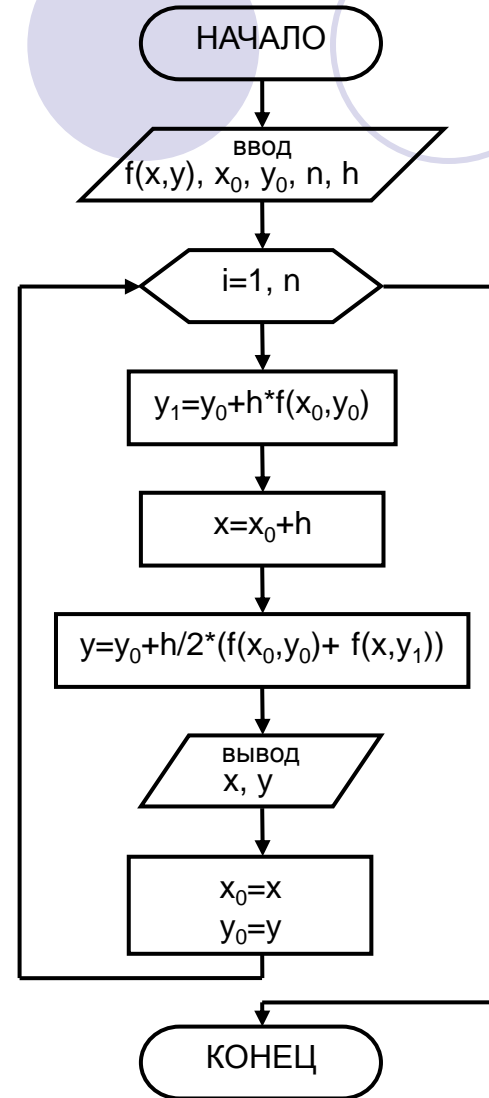 НАЧАЛО
ввод
f(x,y), x₀, y₀, n, h
i=1, n
y₁=y₀+h*f(x₀,y₀)
x=x₀+h
y=y₀+h/2*(f(x₀,y₀)+ f(x,y₁))
вывод
x, y
x₀=x
y₀=y
КОНЕЦ